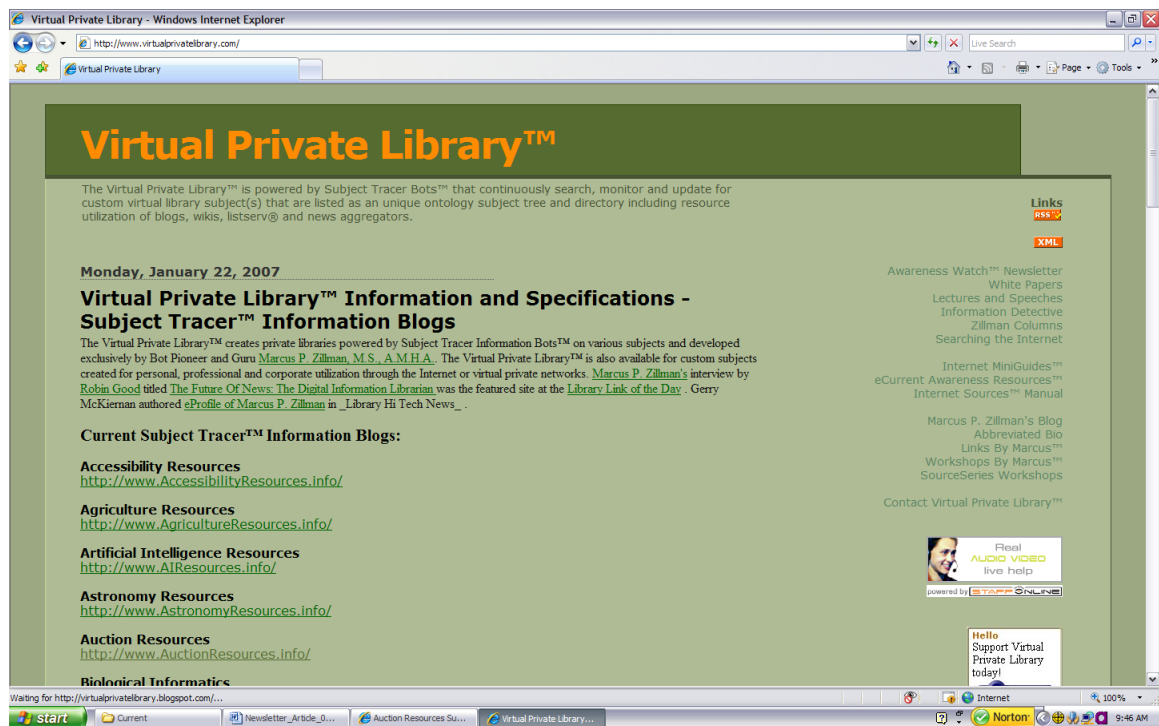 Virtual Private Library - Windows Internet Explorer
http://www.virtualprivatelibrary.com/
Live Search
Virtual Private Library
Page
Tools
Virtual Private Library™
The Virtual Private Library™ is powered by Subject Tracer Bots™ that continuously search, monitor and update for
custom virtual library subject(s) that are listed as an unique ontology subject tree and directory including resource
utilization of blogs, wikis, listserv® and news aggregators.
Links
RSS
XML
Monday, January 22, 2007
Virtual Private Library™ Information and Specifications -
Subject Tracer™ Information Blogs
The Virtual Private Library™ creates private libraries powered by Subject Tracer Information Bots™ on various subjects and developed
exclusively by Bot Pioneer and Guru Marcus P. Zillman, M.S., A.M.H.A.. The Virtual Private Library™ is also available for custom subjects
created for personal, professional and corporate utilization through the Internet or virtual private networks. Marcus P. Zillman's interview by
Robin Good titled The Future Of News: The Digital Information Librarian was the featured site at the Library Link of the Day . Gerry
McKiernan authored eProfile of Marcus P. Zillman in _Library Hi Tech News_ .
Current Subject Tracer™ Information Blogs:
Accessibility Resources
http://www.AccessibilityResources.info/
Agriculture Resources
http://www.AgricultureResources.info/
Artificial Intelligence Resources
http://www.AIResources.info/
Astronomy Resources
http://www.AstronomyResources.info/
Auction Resources
http://www.AuctionResources.info/
Biological Informatics
Awareness Watch™ Newsletter
White Papers
Lectures and Speeches
Information Detective
Zillman Columns
Searching the Internet
Internet MiniGuides™
eCurrent Awareness Resources™
Internet Sources™ Manual
Marcus P. Zillman's Blog
Abbreviated Bio
Links By Marcus™
Workshops By Marcus™
SourceSeries Workshops
Contact Virtual Private Library™
Real
AUDIO VIDEO
live help
powered by STAFF ONLINE
Hello
Support Virtual
Private Library
today!
Waiting for http://virtualprivatelibrary.blogspot.com/...
Internet
100%
start
Current
Newsletter_Article_0...
Auction Resources Su...
Virtual Private Library...
Norton
9:46 AM